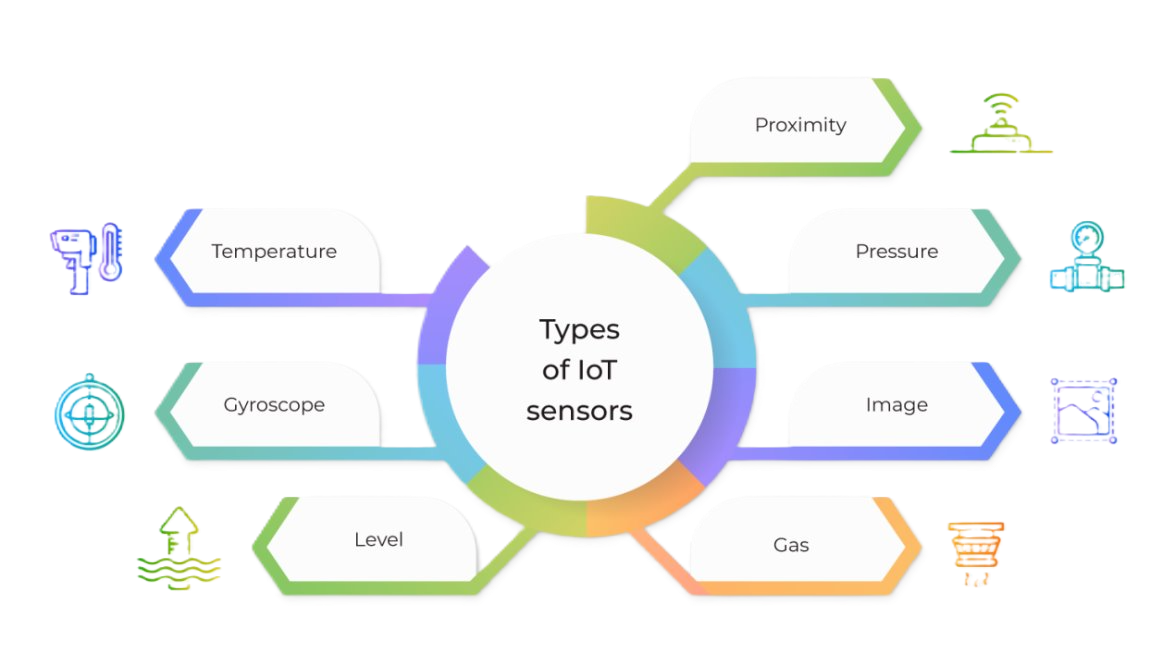 Proximity
Temperature
Pressure
Types
of IoT
sensors
Gyroscope
Image
Level
Gas